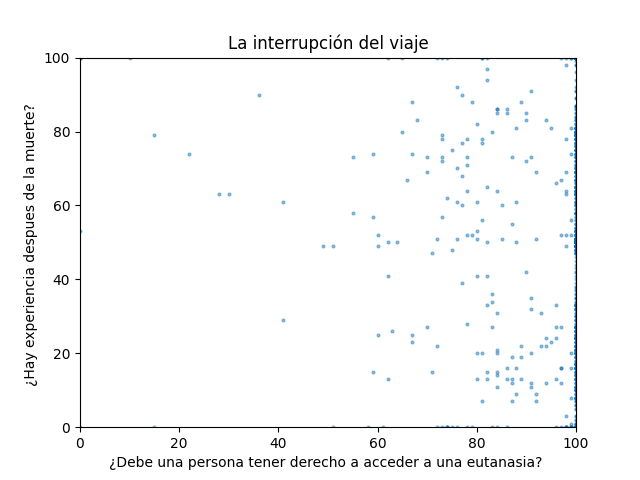 La interrupción del viaje
¿Hay experiencia despues de la muerte?
100
80
60
40
20
0
0 20 40 60 80 100
¿Debe una persona tener derecho a acceder a una eutanasia?